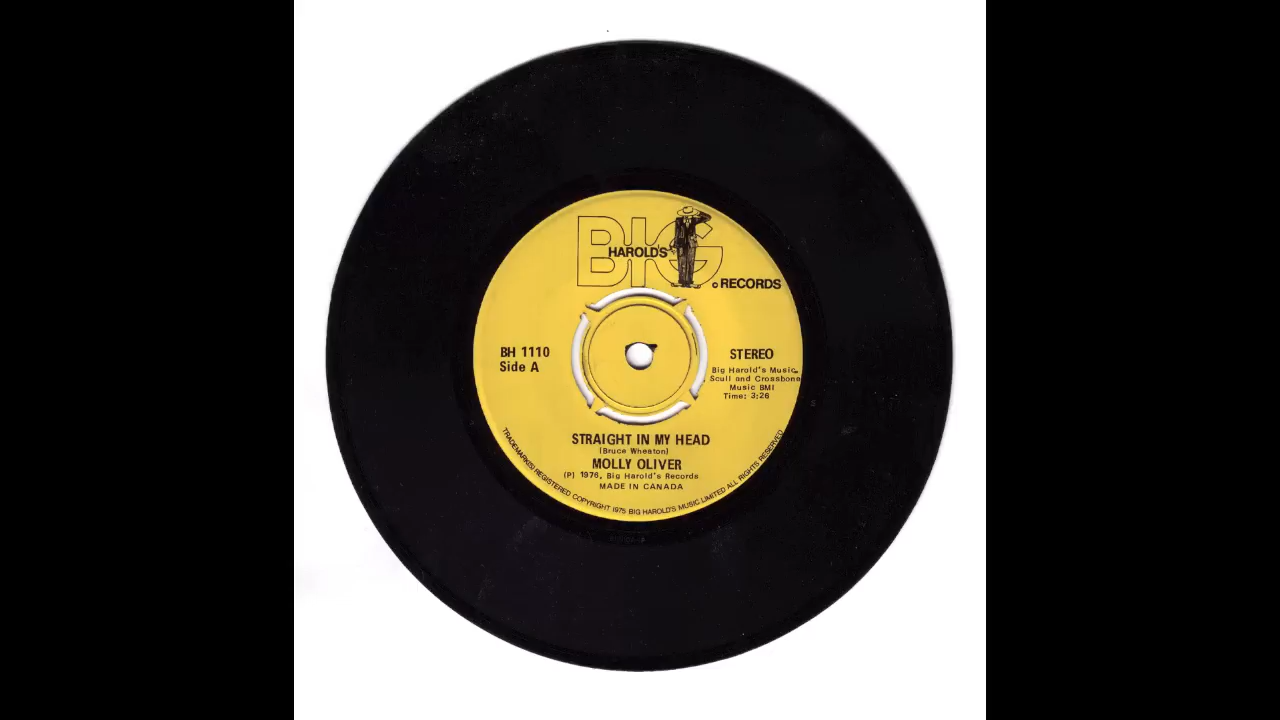 BIG
HAROLD'S
© RECORDS
BH 1110
Side A
STEREO
Big Harold's Music
Scull and Crossbone
Music BMI
Time: 3:26
STRAIGHT IN MY HEAD
(Bruce Wheaton)
MOLLY OLIVER
(P) 1976, Big Harold's Records
MADE IN CANADA
TRADEMARK(S) REGISTERED COPYRIGHT 1975 BIG HAROLD'S MUSIC LIMITED ALL RIGHTS RESERVED